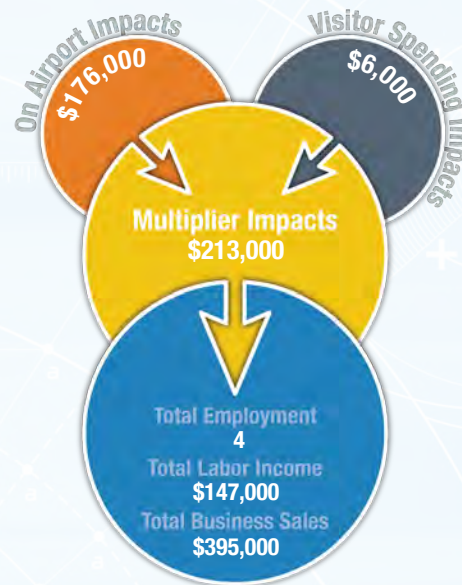 On Airport Impacts
$176,000
Visitor Spending Impacts
$6,000
Multiplier Impacts
$213,000
Total Employment
4
Total Labor Income
$147,000
Total Business Sales
$395,000